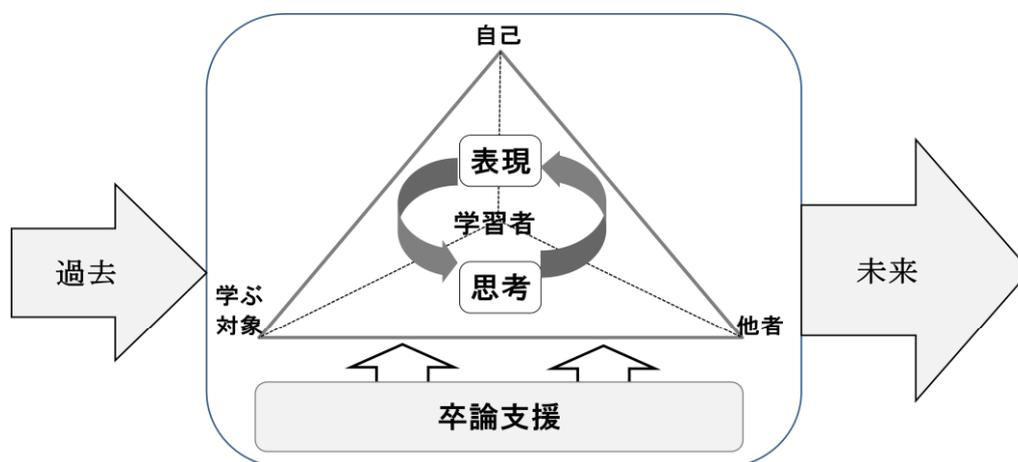 自己
表現
学習者
過去
未来
思考
学ぶ
対象
他者
卒論支援